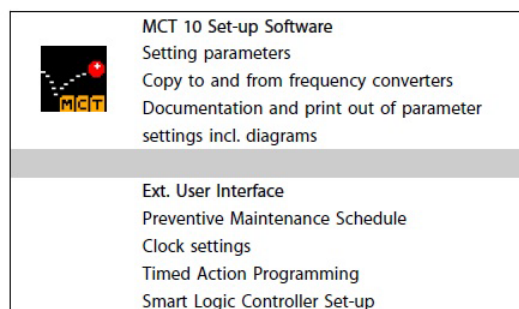 MCT 10 Set-up Software
Setting parameters
Copy to and from frequency converters
MCT
Documentation and print out of parameter
settings incl. diagrams
Ext. User Interface
Preventive Maintenance Schedule
Clock settings
Timed Action Programming
Smart Logic Controller Set-up